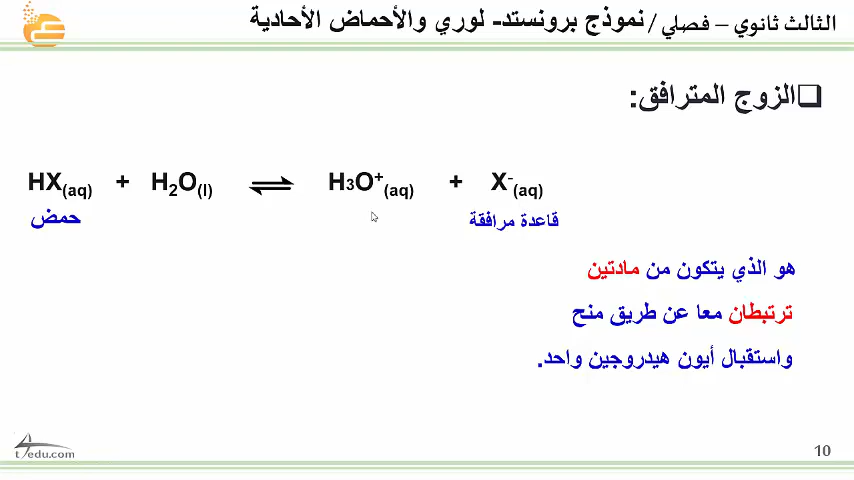 الثالث ثانوي – فصلي / نموذج برونستد- لوري والأحماض الأحادية
الزوج المترافق:
HX(aq) + H2O(l) ⇌ H3O+(aq) + X-(aq)
حمض قاعدة مرافقة
هو الذي يتكون من مادتين
ترتبطان معا عن طريق منح
واستقبال أيون هيدروجين واحد.
t4edu.com
10